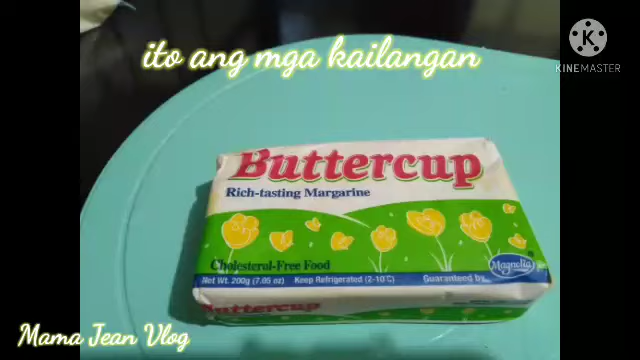 ito ang mga kailangan
KINEMASTER
Buttercup
Rich-tasting Margarine
Cholesterol-Free Food
Net Wt. 200g (7.05 oz) Keep Refrigerated (2-10°C) Guaranteed by
Magnolia
Buttercup
Mama Jean Vlog